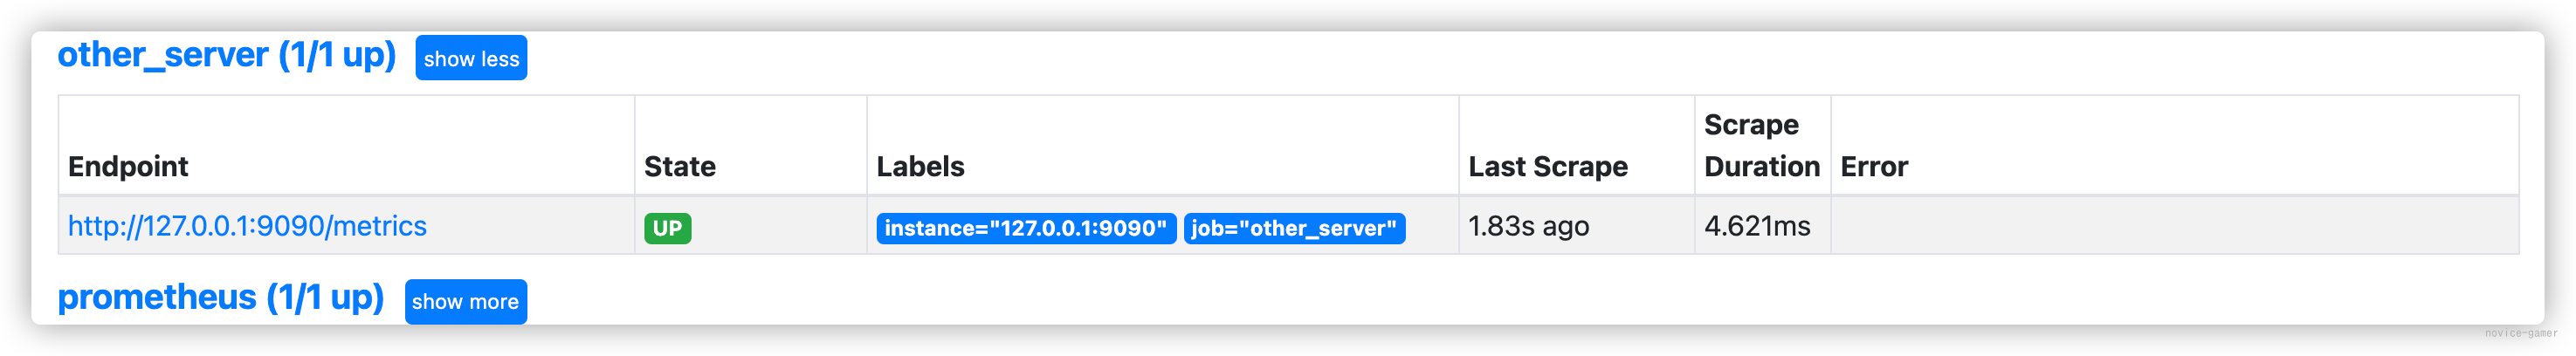 other_server (1/1 up) show less
Endpoint State Labels Last Scrape Scrape Duration Error
http://127.0.0.1:9090/metrics UP instance="127.0.0.1:9090" job="other_server" 1.83s ago 4.621ms
prometheus (1/1 up) show more
novice-gamer